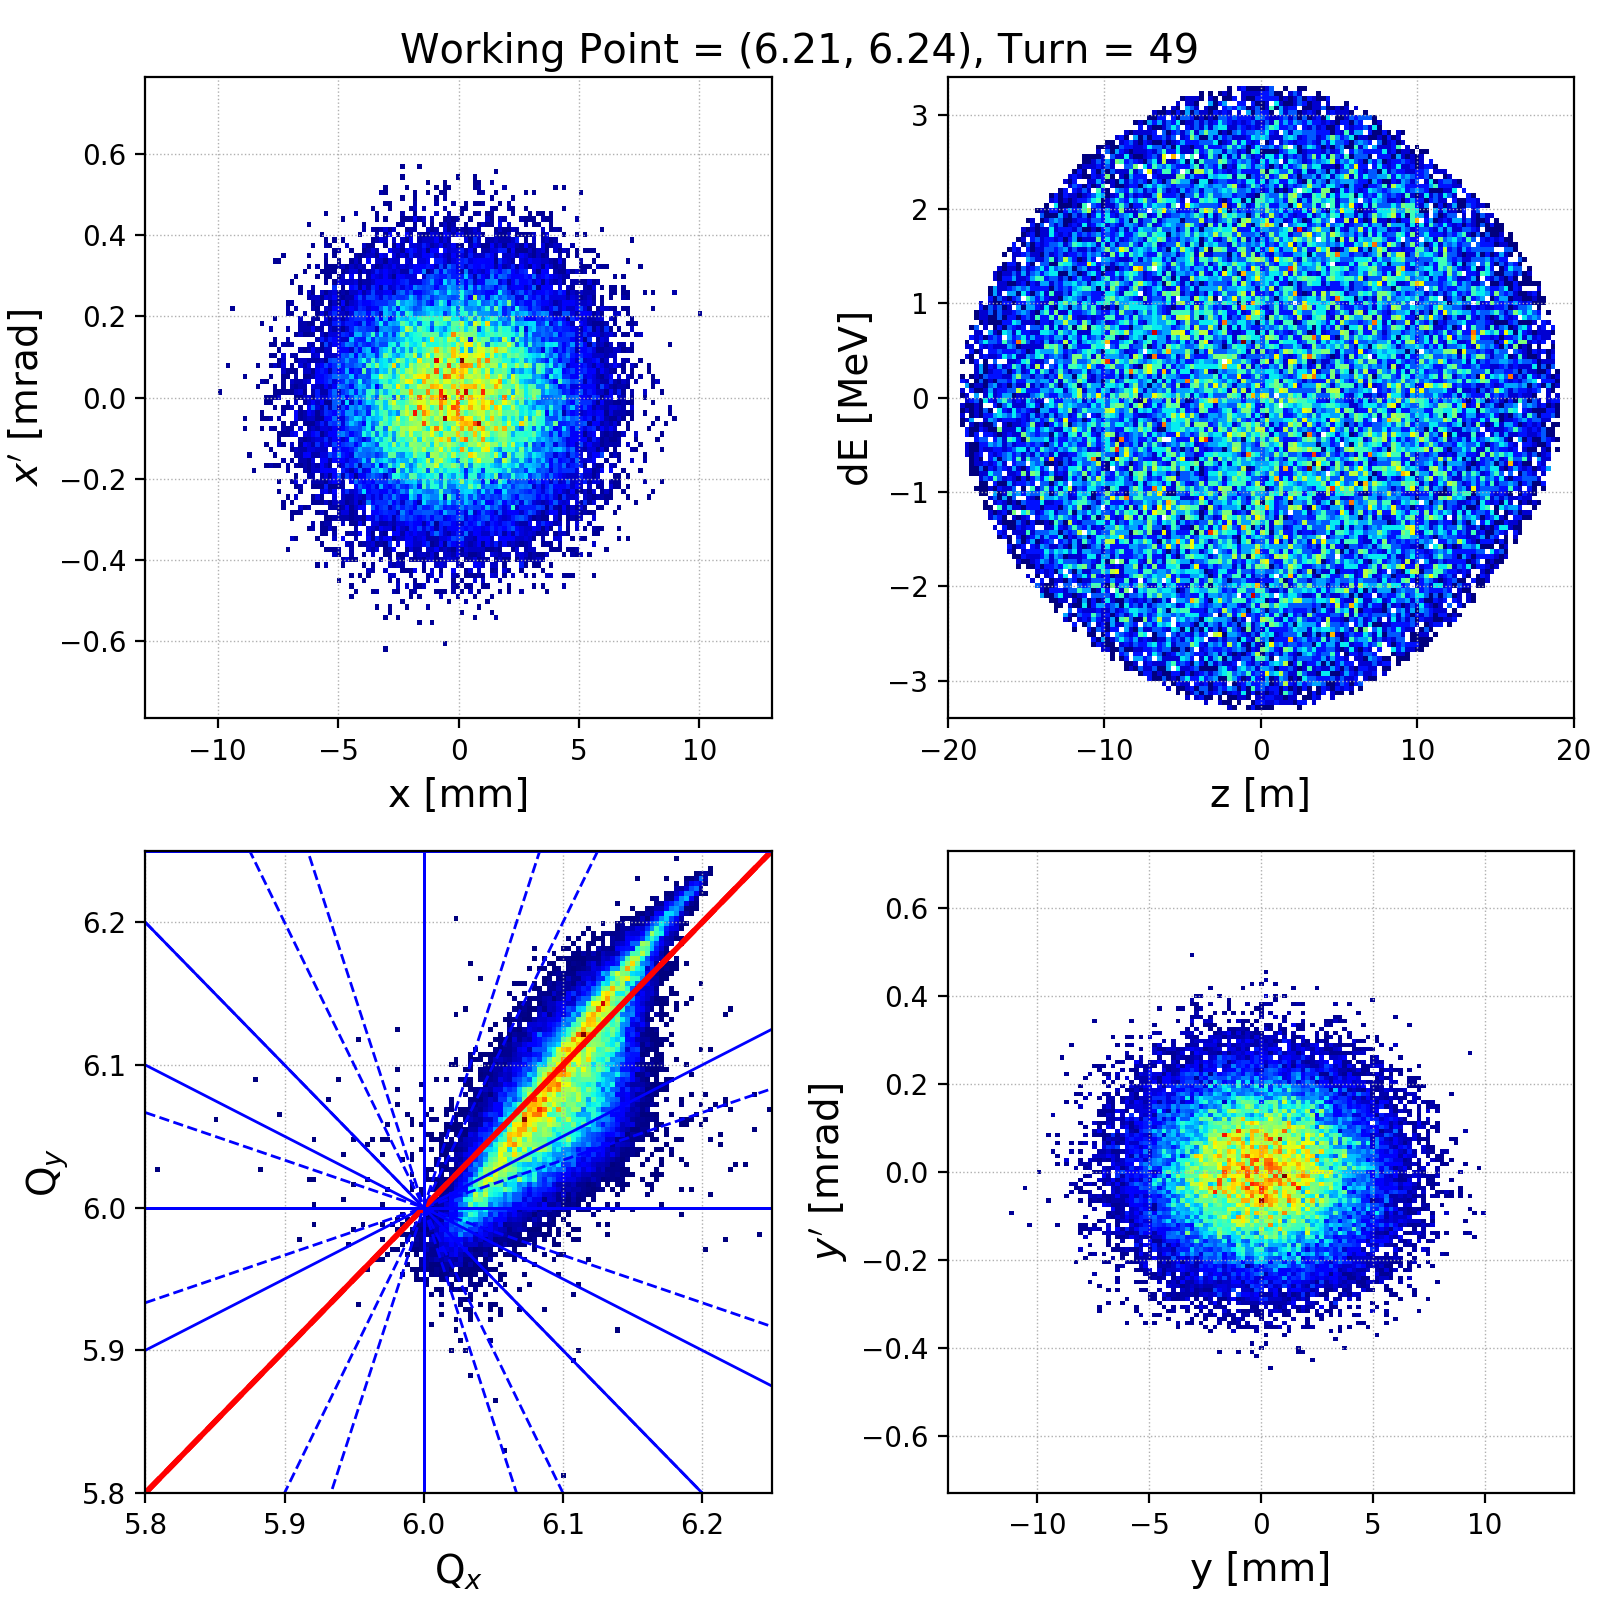 Working Point = (6.21, 6.24), Turn = 49
0.6
0.4
0.2
0.0
−0.2
−0.4
−0.6
x′ [mrad]
−10 −5 0 5 10
x [mm]
3
2
1
0
−1
−2
−3
dE [MeV]
−20 −10 0 10 20
z [m]
6.2
6.1
6.0
5.9
5.8
Qy
5.8 5.9 6.0 6.1 6.2
Qx
0.6
0.4
0.2
0.0
−0.2
−0.4
−0.6
y′ [mrad]
−10 −5 0 5 10
y [mm]